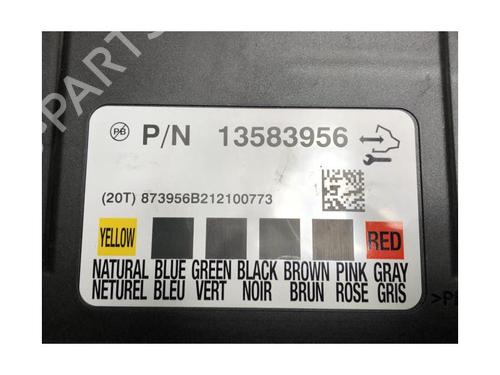 PARTS
PB P/N 13583956
(20T) 873956B212100773
YELLOW RED
NATURAL BLUE GREEN BLACK BROWN PINK GRAY
NETUREL BLEU VERT NOIR BRUN ROSE GRIS